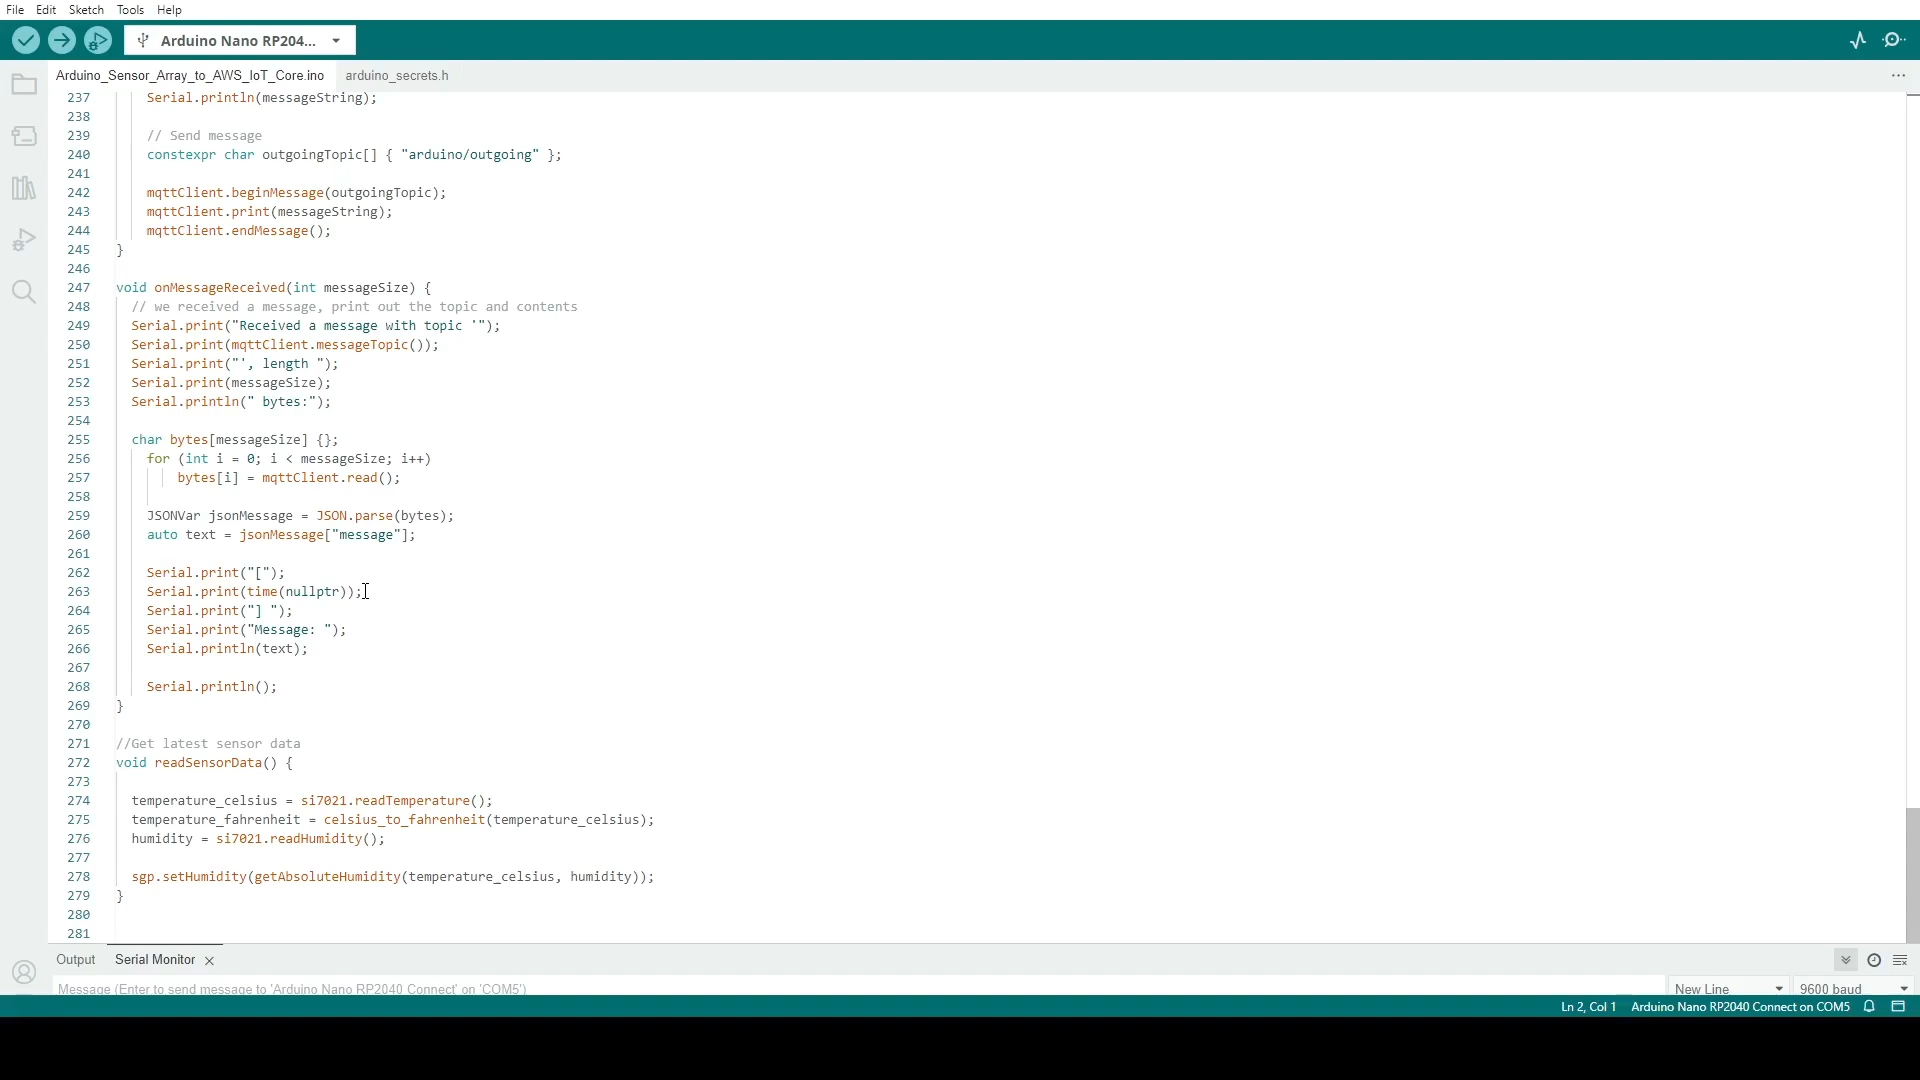 File Edit Sketch Tools Help
Arduino Nano RP204...
Arduino_Sensor_Array_to_AWS_IoT_Core.ino arduino_secrets.h
237 Serial.println(messageString);
238
239 // Send message
240 constexpr char outgoingTopic[] { "arduino/outgoing" };
241
242 mqttClient.beginMessage(outgoingTopic);
243 mqttClient.print(messageString);
244 mqttClient.endMessage();
245 }
246
247 void onMessageReceived(int messageSize) {
248 // we received a message, print out the topic and contents
249 Serial.print("Received a message with topic '");
250 Serial.print(mqttClient.messageTopic());
251 Serial.print("', length ");
252 Serial.print(messageSize);
253 Serial.println(" bytes:");
254
255 char bytes[messageSize] {};
256 for (int i = 0; i < messageSize; i++)
257 bytes[i] = mqttClient.read();
258
259 JSONVar jsonMessage = JSON.parse(bytes);
260 auto text = jsonMessage["message"];
261
262 Serial.print("[");
263 Serial.print(time(nullptr));
264 Serial.print("] ");
265 Serial.print("Message: ");
266 Serial.println(text);
267
268 Serial.println();
269 }
270
271 //Get latest sensor data
272 void readSensorData() {
273
274 temperature_celsius = si7021.readTemperature();
275 temperature_fahrenheit = celsius_to_fahrenheit(temperature_celsius);
276 humidity = si7021.readHumidity();
277
278 sgp.setHumidity(getAbsoluteHumidity(temperature_celsius, humidity));
279 }
280
281
Output Serial Monitor
Message (Enter to send message to 'Arduino Nano RP2040 Connect' on 'COM5') New Line 9600 baud
Ln 2, Col 1 Arduino Nano RP2040 Connect on COM5